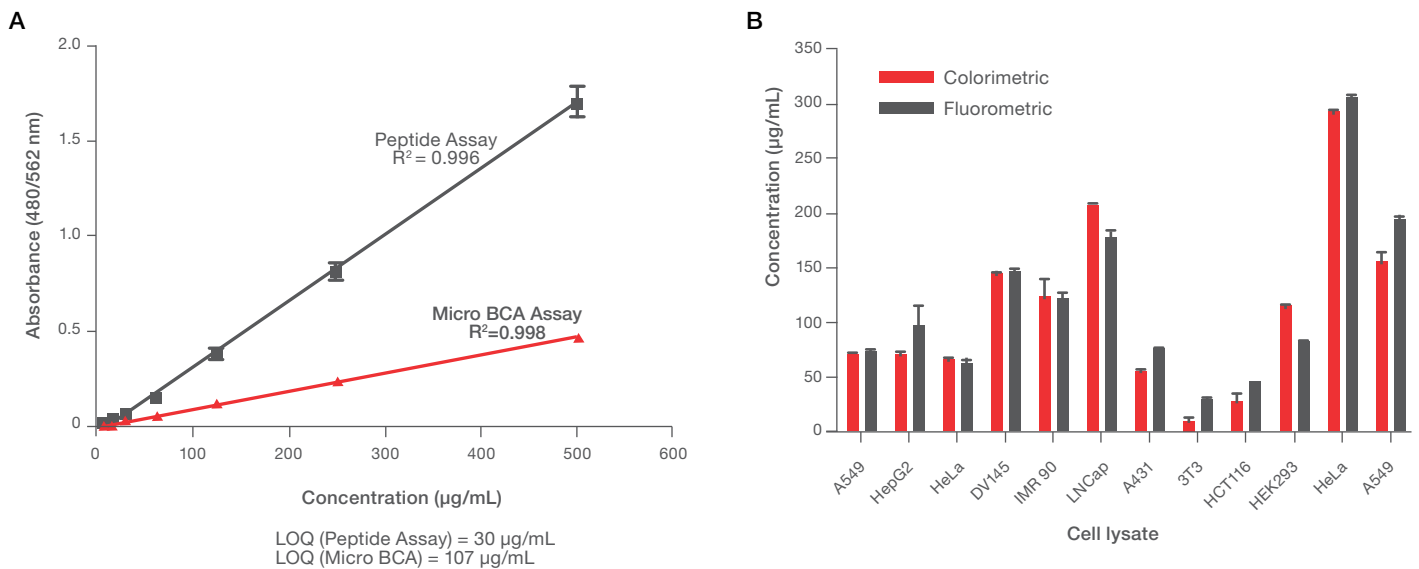 A
2.0
1.5
1.0
0.5
0
Absorbance (480/562 nm)
Peptide Assay
R² = 0.996
Micro BCA Assay
R²=0.998
0 100 200 300 400 500 600
Concentration (µg/mL)
LOQ (Peptide Assay) = 30 µg/mL
LOQ (Micro BCA) = 107 µg/mL
B
350
300
250
200
150
100
50
0
Concentration (µg/mL)
Colorimetric
Fluorometric
A549 HepG2 HeLa DV145 IMR 90 LNCap A431 3T3 HCT116 HEK293 HeLa A549
Cell lysate